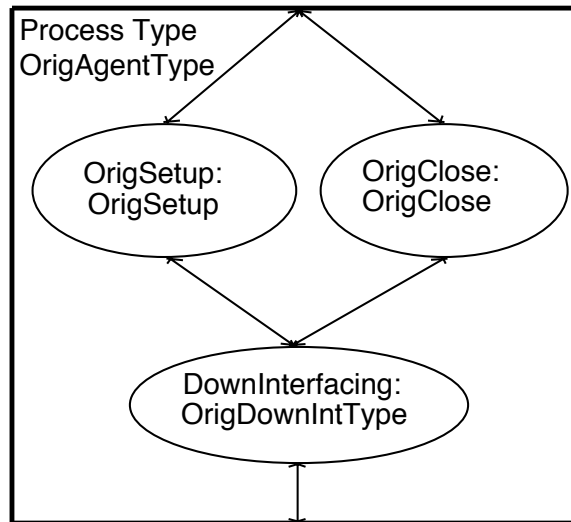 Process Type
OrigAgentType
OrigSetup:
OrigSetup
OrigClose:
OrigClose
DownInterfacing:
OrigDownIntType